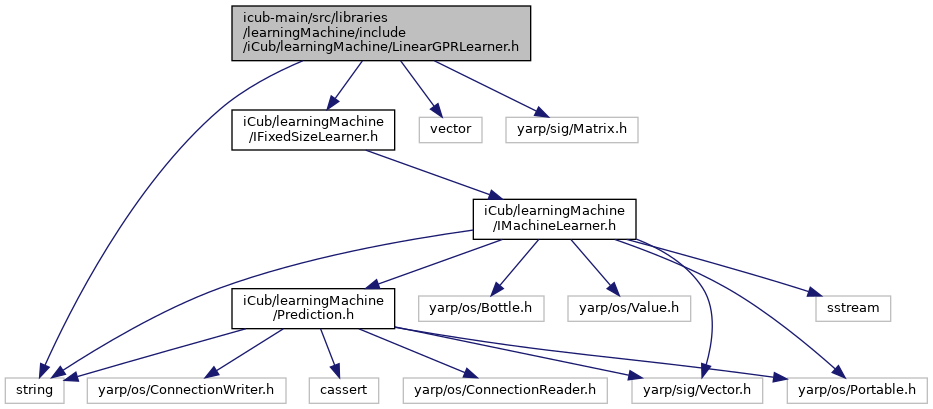 icub-main/src/libraries
/learningMachine/include
/iCub/learningMachine/LinearGPRLearner.h
iCub/learningMachine
/IFixedSizeLearner.h
vector
yarp/sig/Matrix.h
iCub/learningMachine
/IMachineLearner.h
iCub/learningMachine
/Prediction.h
yarp/os/Bottle.h
yarp/os/Value.h
sstream
string
yarp/os/ConnectionWriter.h
cassert
yarp/os/ConnectionReader.h
yarp/sig/Vector.h
yarp/os/Portable.h